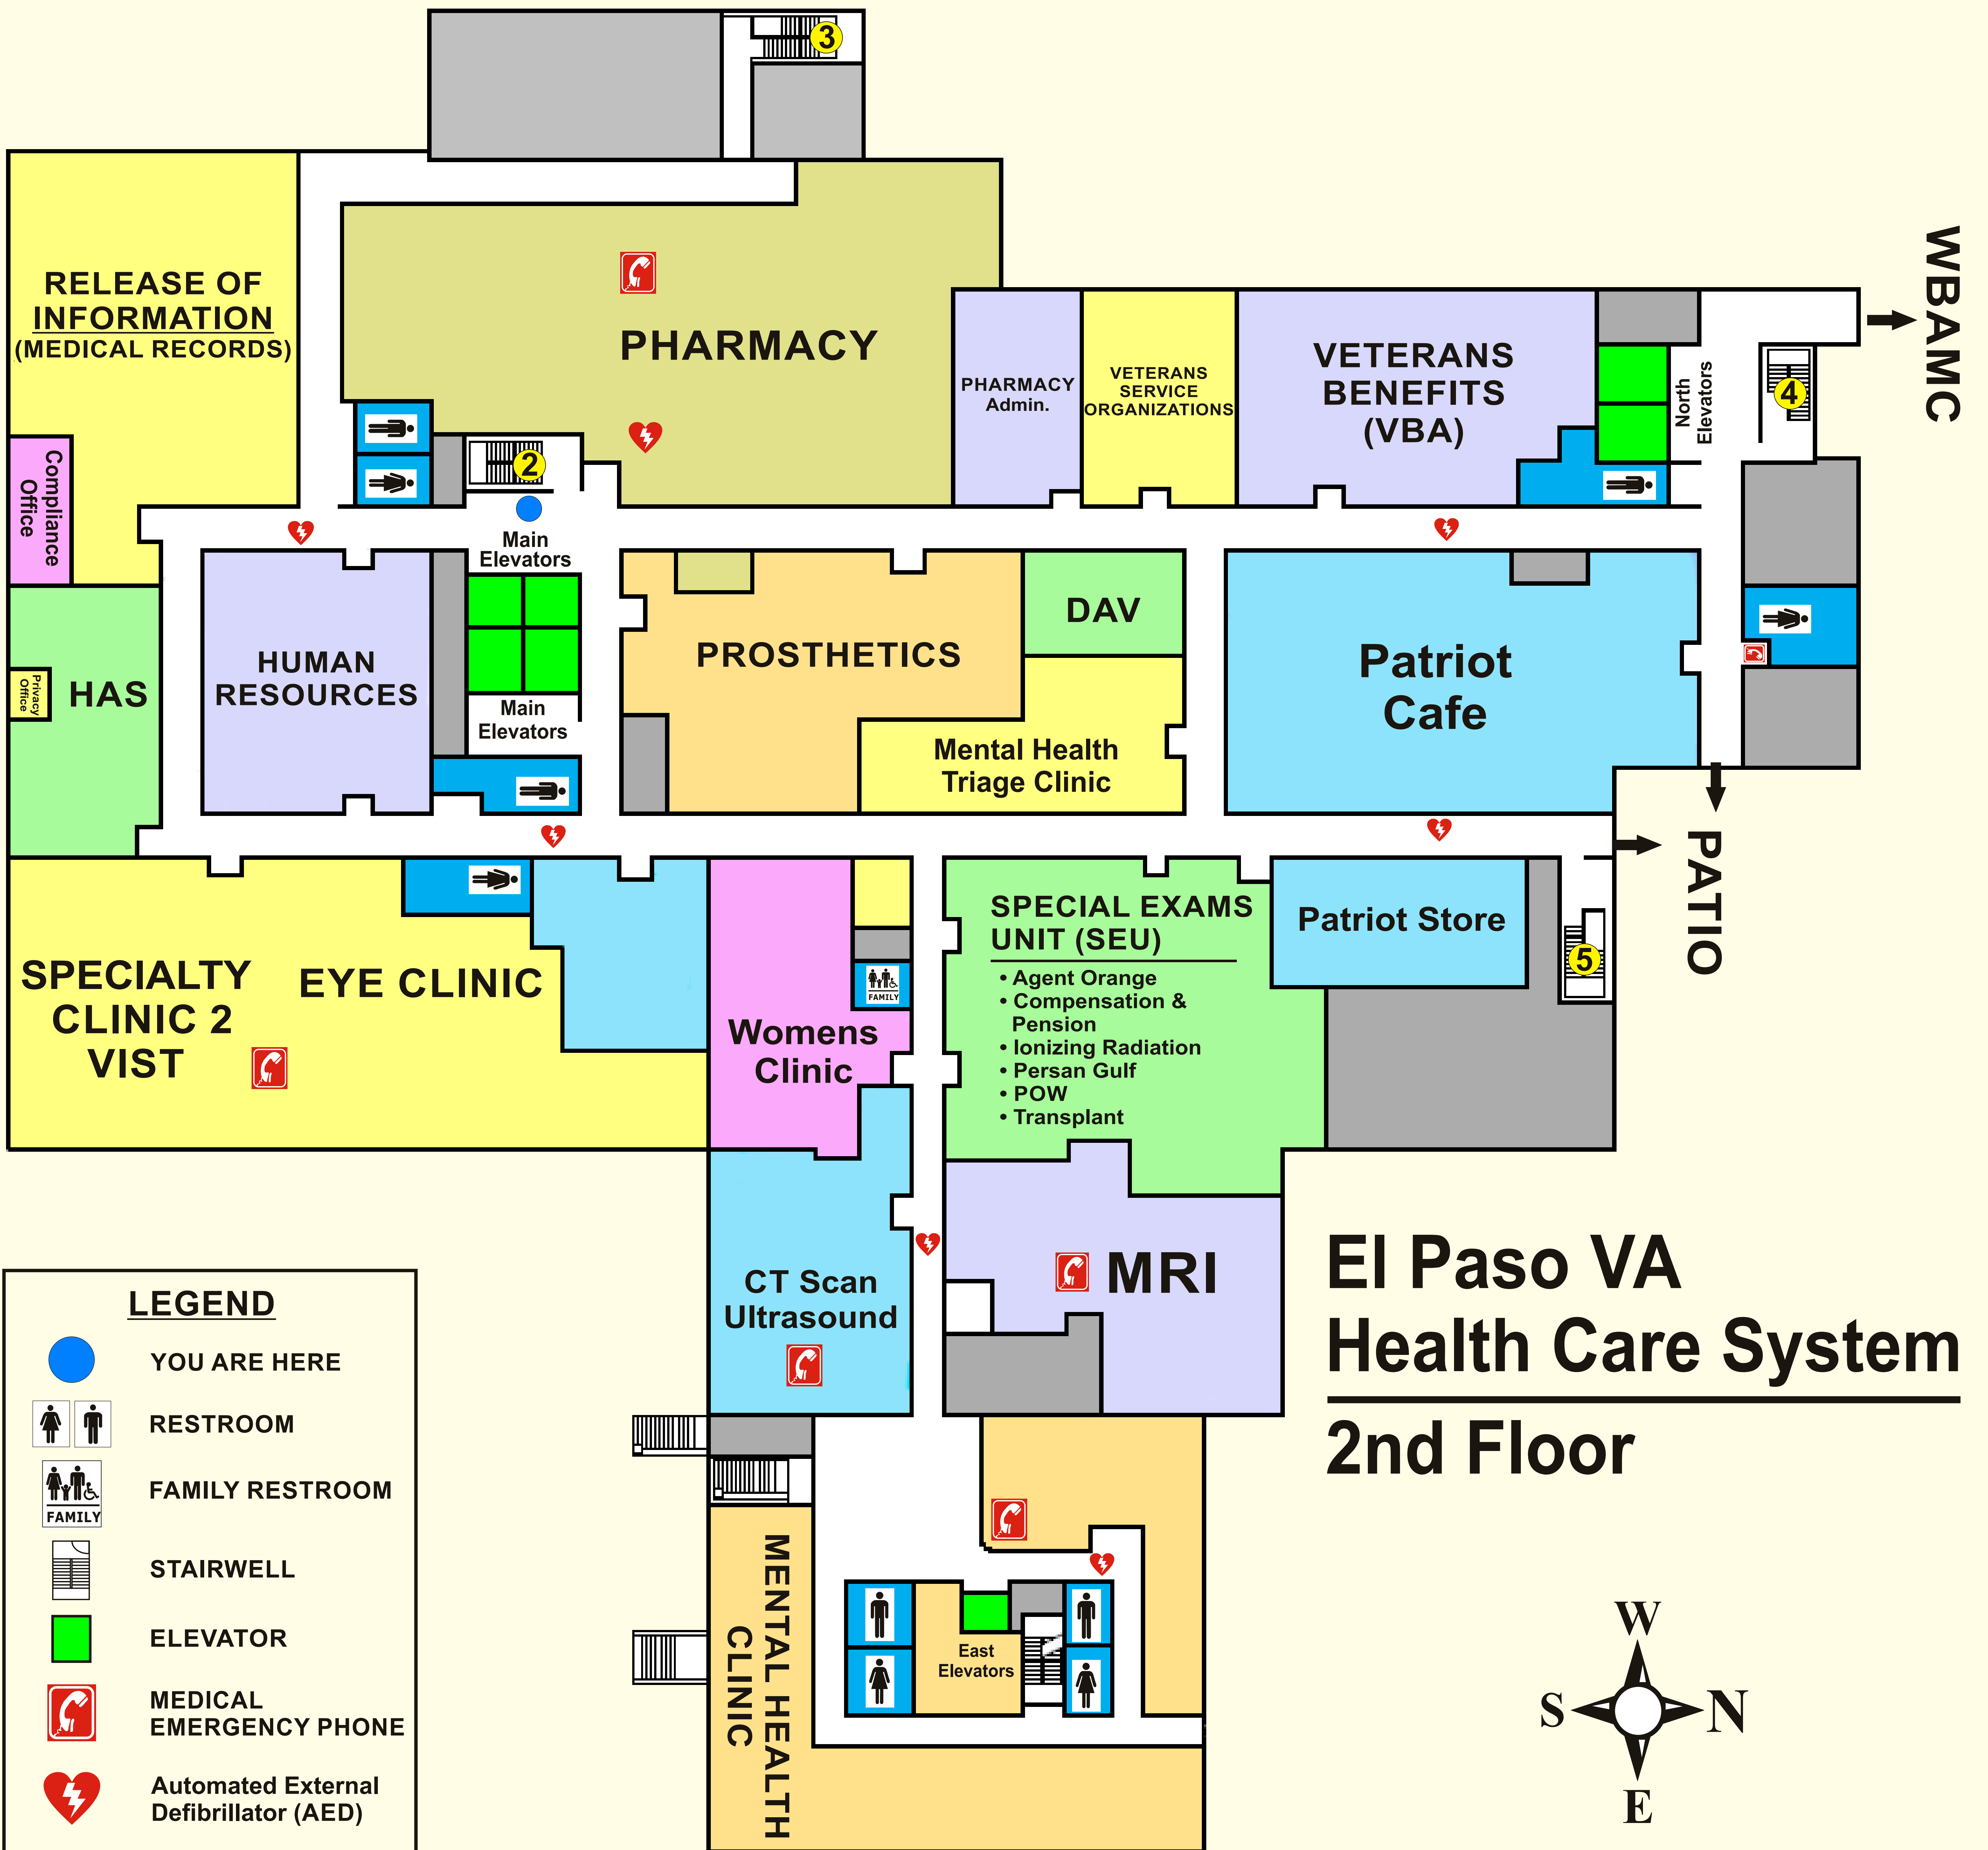 3
WBAMC
RELEASE OF
INFORMATION
(MEDICAL RECORDS)
PHARMACY
PHARMACY
Admin.
VETERANS
SERVICE
ORGANIZATIONS
VETERANS
BENEFITS
(VBA)
North
Elevators
4
Compliance
Office
2
Main
Elevators
HAS
Privacy
Office
HUMAN
RESOURCES
Main
Elevators
PROSTHETICS
DAV
Mental Health
Triage Clinic
Patriot
Cafe
PATIO
SPECIALTY
CLINIC 2
VIST
EYE CLINIC
FAMILY
Womens
Clinic
SPECIAL EXAMS
UNIT (SEU)
• Agent Orange
• Compensation &
Pension
• Ionizing Radiation
• Persan Gulf
• POW
• Transplant
Patriot Store
5
CT Scan
Ultrasound
MRI
El Paso VA
Health Care System
2nd Floor
MENTAL HEALTH
CLINIC
East
Elevators
LEGEND
YOU ARE HERE
RESTROOM
FAMILY
FAMILY RESTROOM
STAIRWELL
ELEVATOR
MEDICAL
EMERGENCY PHONE
Automated External
Defibrillator (AED)
W
S
N
E